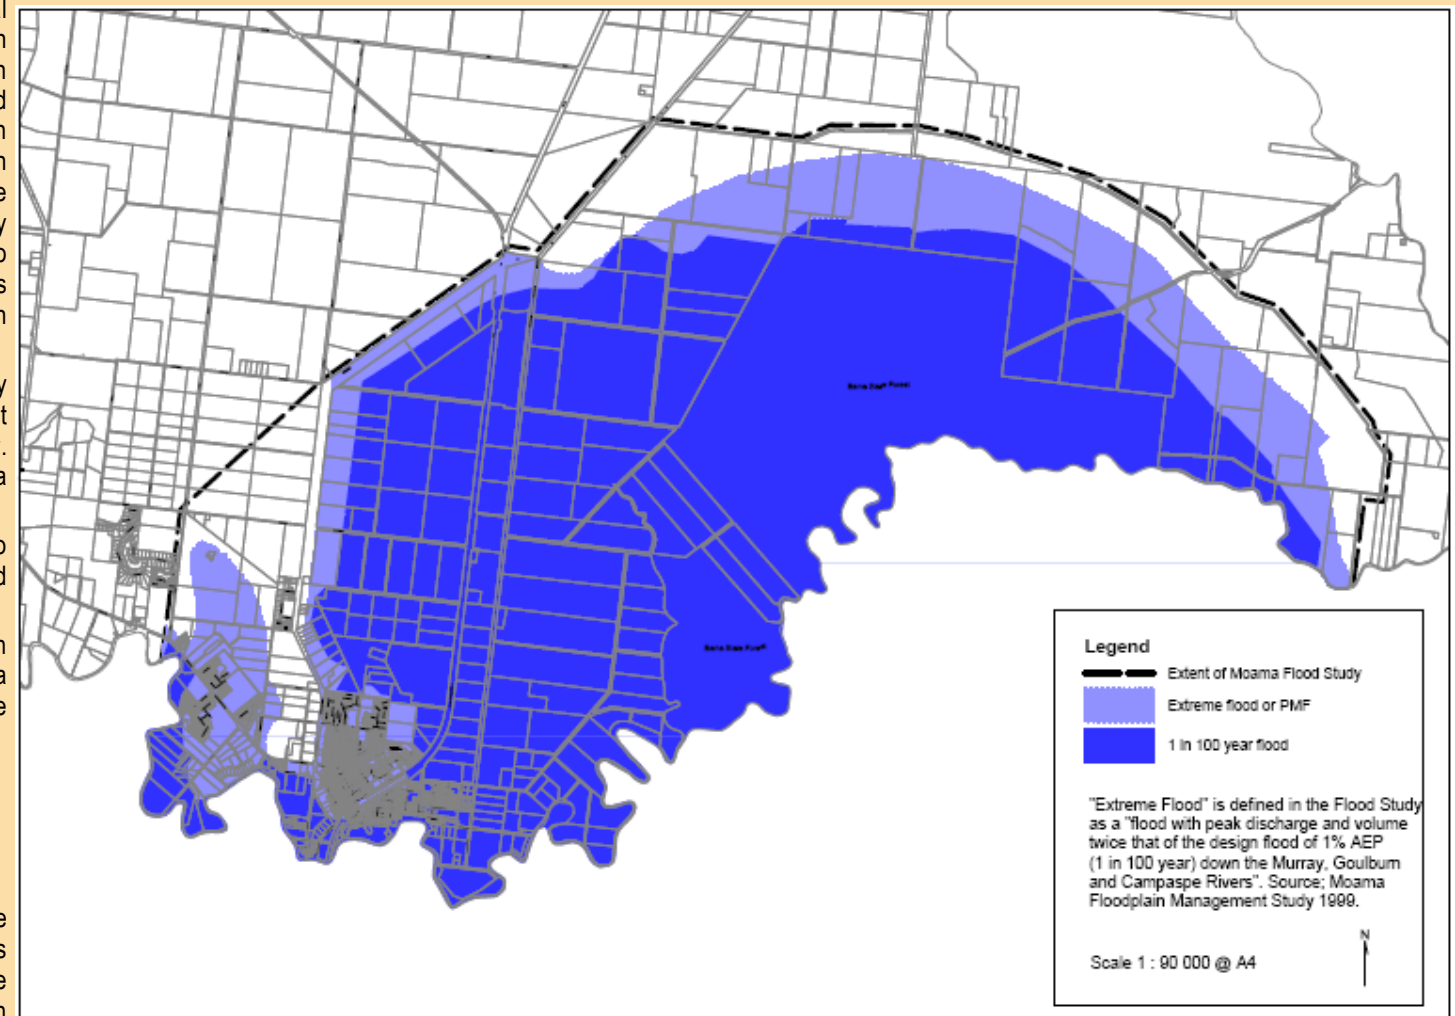 Legend
Extent of Moama Flood Study
Extreme flood or PMF
1 in 100 year flood
"Extreme Flood" is defined in the Flood Study
as a "flood with peak discharge and volume
twice that of the design flood of 1% AEP
(1 in 100 year) down the Murray, Goulburn
and Campaspe Rivers". Source; Moama
Floodplain Management Study 1999.
N
Scale 1 : 90 000 @ A4